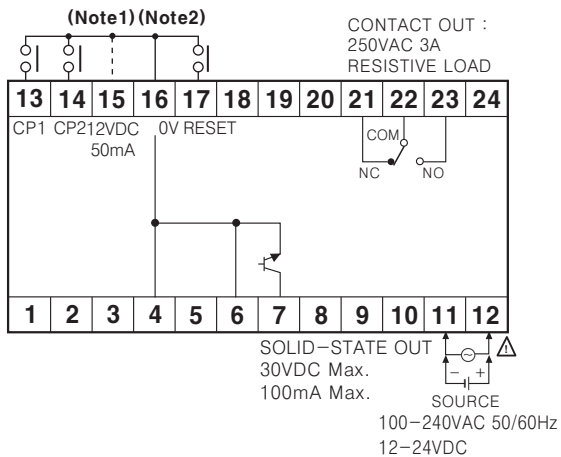 (Note1) (Note2)
CONTACT OUT :
250VAC 3A
RESISTIVE LOAD
13 14 15 16 17 18 19 20 21 22 23 24
CP1 CP2 12VDC 0V RESET
50mA
COM
NC NO
1 2 3 4 5 6 7 8 9 10 11 12
SOLID-STATE OUT
30VDC Max.
100mA Max.
- +
SOURCE
100-240VAC 50/60Hz
12-24VDC